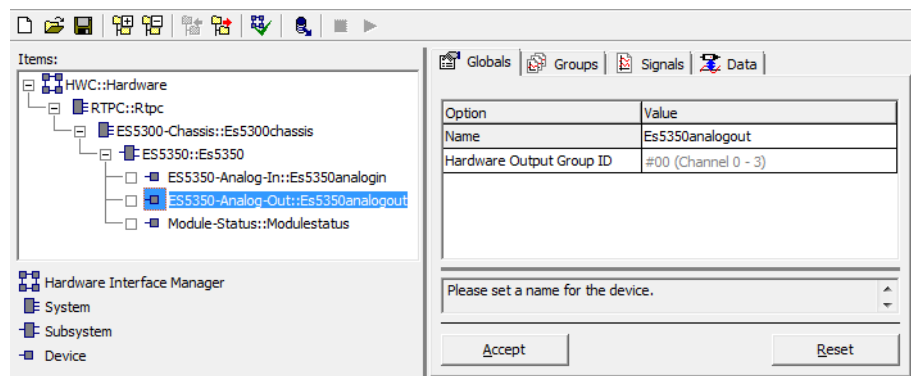 Items:
HWC::Hardware
RTPC::Rtpc
ES5300-Chassis::Es5300chassis
ES5350::Es5350
ES5350-Analog-In::Es5350analogin
ES5350-Analog-Out::Es5350analogout
Module-Status::Modulestatus
Hardware Interface Manager
System
Subsystem
Device
Globals Groups Signals Data
Option Value
Name Es5350analogout
Hardware Output Group ID #00 (Channel 0 - 3)
Please set a name for the device.
Accept Reset